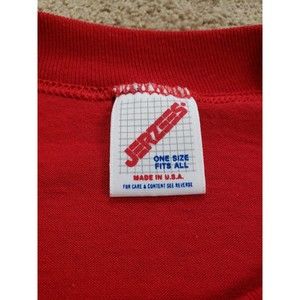 JERZEES
ONE SIZE
FITS ALL
MADE IN U.S.A.
FOR CARE & CONTENT SEE REVERSE